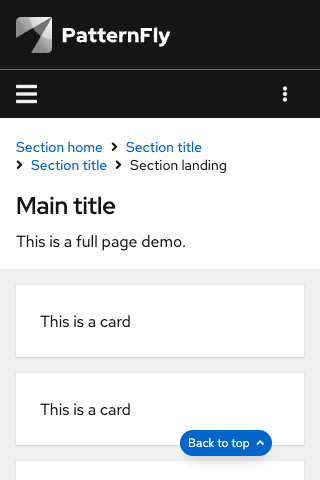 PatternFly
Section home Section title
Section title Section landing
Main title
This is a full page demo.
This is a card
This is a card
Back to top